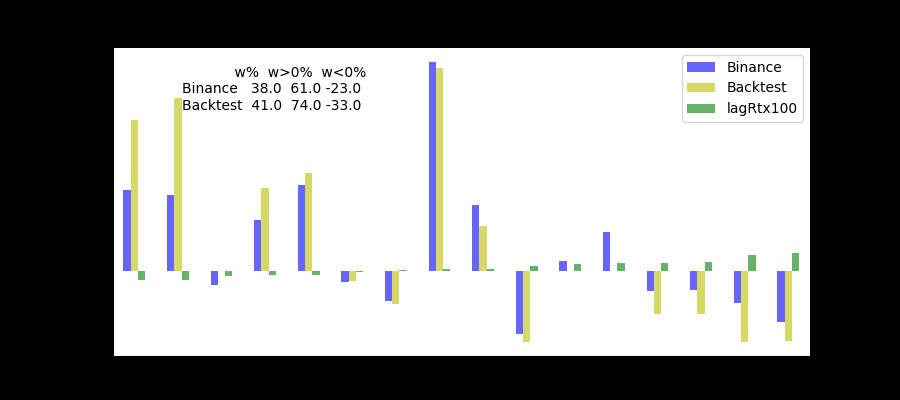 w%  w>0%  w<0%
Binance   38.0  61.0 -23.0
Backtest  41.0  74.0 -33.0
Binance
Backtest
lagRtx100